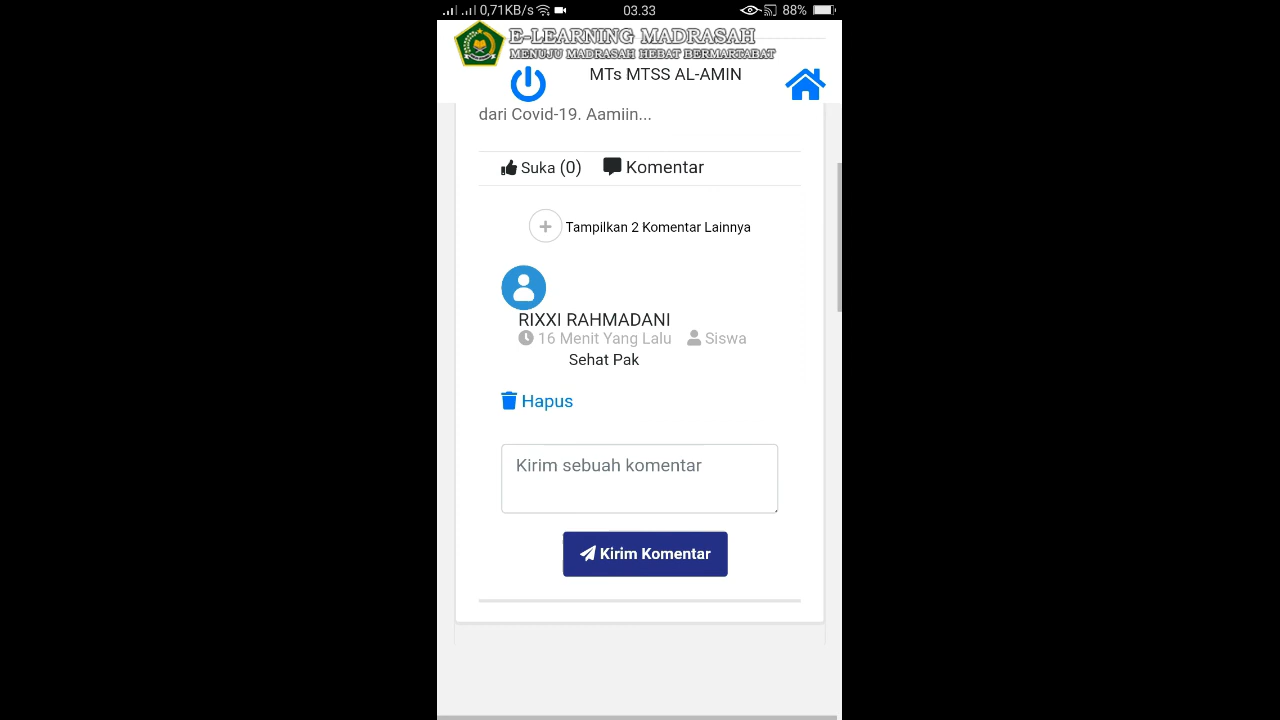 0,71KB/s 03.33 88%
E-LEARNING MADRASAH
MENUJU MADRASAH HEBAT BERMARTABAT
MTs MTSS AL-AMIN
dari Covid-19. Aamiin...
Suka (0) Komentar
Tampilkan 2 Komentar Lainnya
RIXXI RAHMADANI
16 Menit Yang Lalu Siswa
Sehat Pak
Hapus
Kirim sebuah komentar
Kirim Komentar